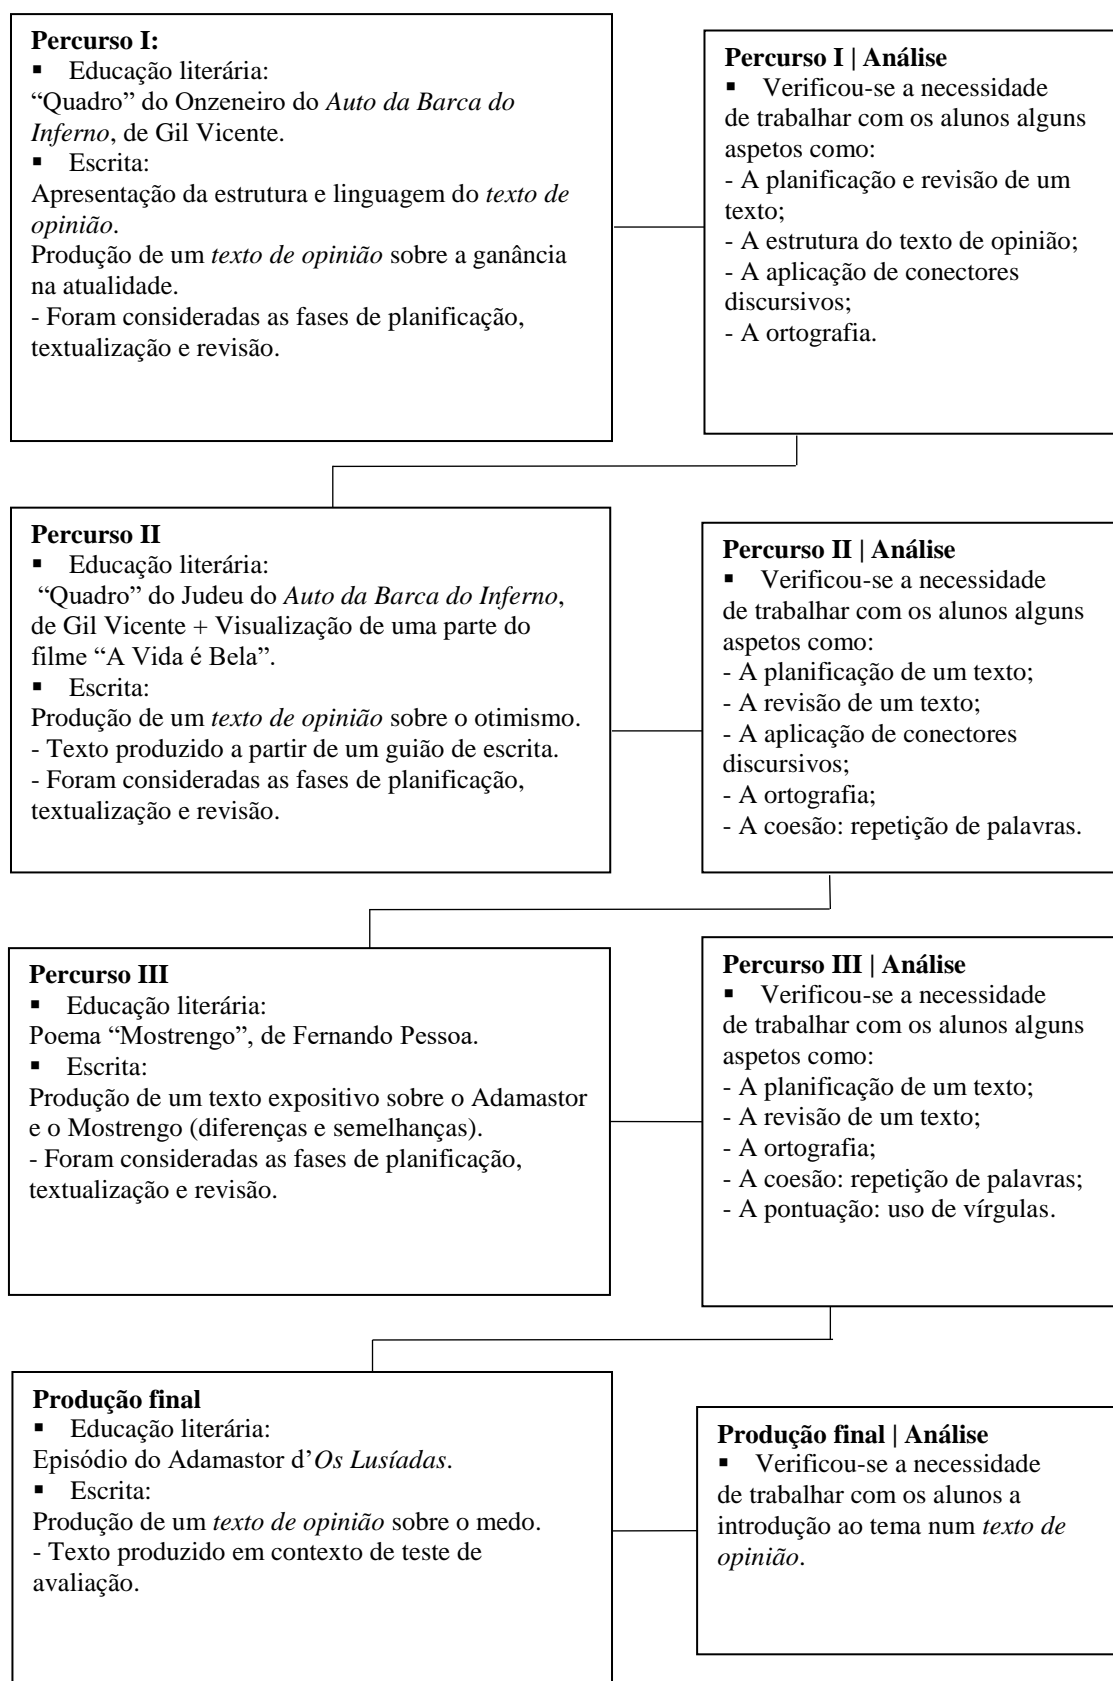 Percurso I:
▪ Educação literária:
“Quadro” do Onzeneiro do Auto da Barca do
Inferno, de Gil Vicente.
▪ Escrita:
Apresentação da estrutura e linguagem do texto de
opinião.
Produção de um texto de opinião sobre a ganância
na atualidade.
- Foram consideradas as fases de planificação,
textualização e revisão.
Percurso I | Análise
▪ Verificou-se a necessidade
de trabalhar com os alunos alguns
aspetos como:
- A planificação e revisão de um
texto;
- A estrutura do texto de opinião;
- A aplicação de conectores
discursivos;
- A ortografia.
Percurso II
▪ Educação literária:
“Quadro” do Judeu do Auto da Barca do Inferno,
de Gil Vicente + Visualização de uma parte do
filme “A Vida é Bela”.
▪ Escrita:
Produção de um texto de opinião sobre o otimismo.
- Texto produzido a partir de um guião de escrita.
- Foram consideradas as fases de planificação,
textualização e revisão.
Percurso II | Análise
▪ Verificou-se a necessidade
de trabalhar com os alunos alguns
aspetos como:
- A planificação de um texto;
- A revisão de um texto;
- A aplicação de conectores
discursivos;
- A ortografia;
- A coesão: repetição de palavras.
Percurso III
▪ Educação literária:
Poema “Mostrengo”, de Fernando Pessoa.
▪ Escrita:
Produção de um texto expositivo sobre o Adamastor
e o Mostrengo (diferenças e semelhanças).
- Foram consideradas as fases de planificação,
textualização e revisão.
Percurso III | Análise
▪ Verificou-se a necessidade
de trabalhar com os alunos alguns
aspetos como:
- A planificação de um texto;
- A revisão de um texto;
- A ortografia;
- A coesão: repetição de palavras;
- A pontuação: uso de vírgulas.
Produção final
▪ Educação literária:
Episódio do Adamastor d’Os Lusíadas.
▪ Escrita:
Produção de um texto de opinião sobre o medo.
- Texto produzido em contexto de teste de
avaliação.
Produção final | Análise
▪ Verificou-se a necessidade
de trabalhar com os alunos a
introdução ao tema num texto de
opinião.